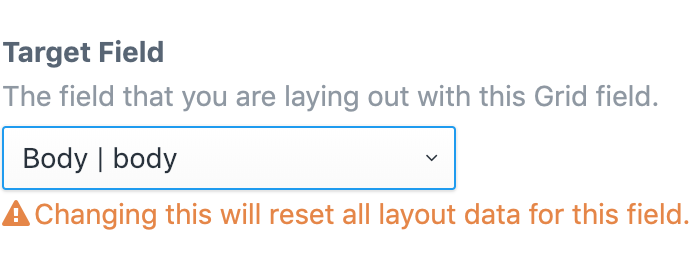 Target Field
The field that you are laying out with this Grid field.
Body | body
Changing this will reset all layout data for this field.